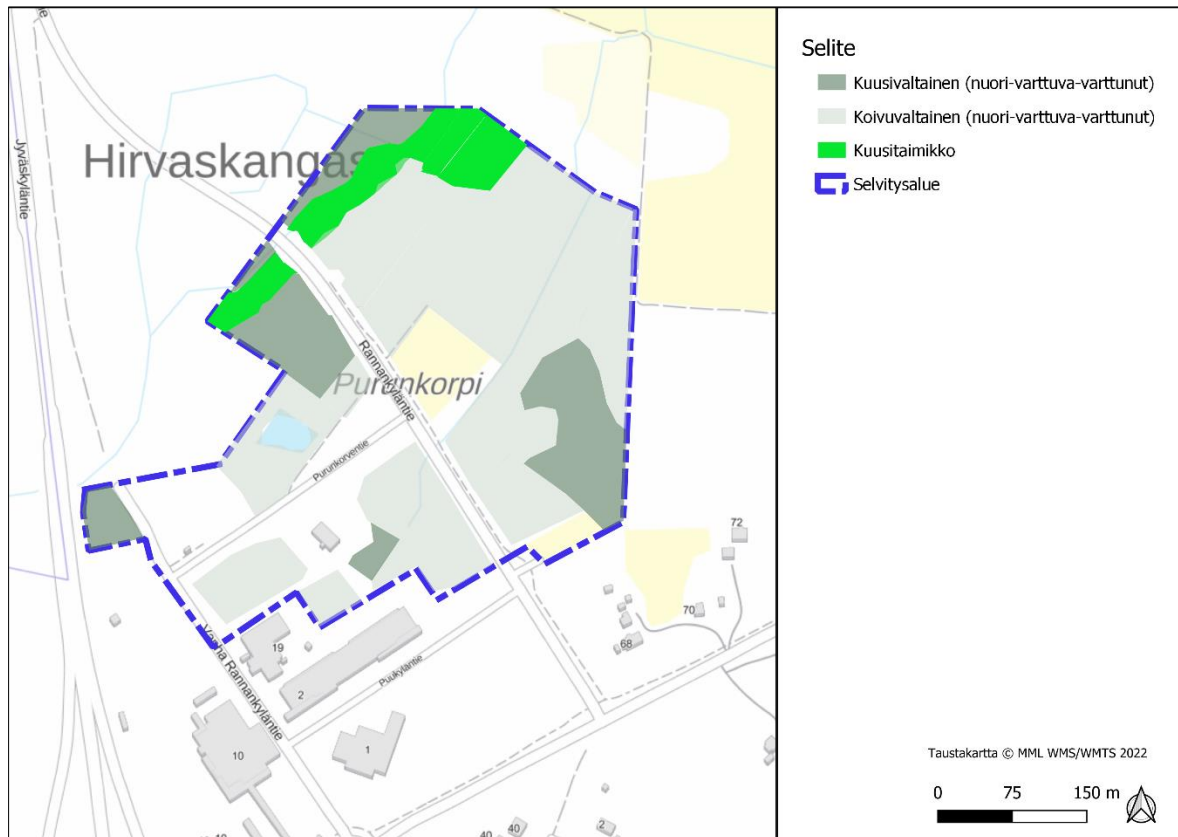 tie
Jyväskyläntie
Hirvaskangas
Purunkorpi
Rannankyläntie
Purunkorventie
Vanha Rannankyläntie
Puukyläntie
72
70
68
19
2
10
1
40
40
2
Selite
Kuusivaltainen (nuori-varttuva-varttunut)
Koivuvaltainen (nuori-varttuva-varttunut)
Kuusitaimikko
Selvitysalue
Taustakartta © MML WMS/WMTS 2022
0 75 150 m